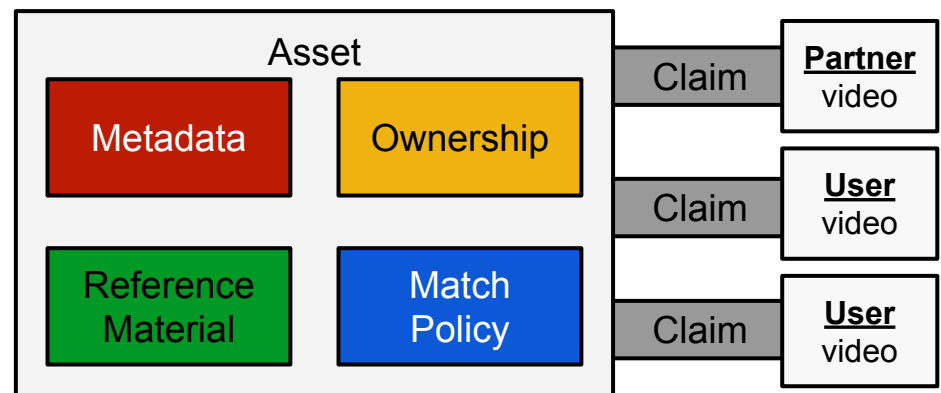 Asset
Metadata
Ownership
Reference
Material
Match
Policy
Claim
Partner
video
Claim
User
video
Claim
User
video